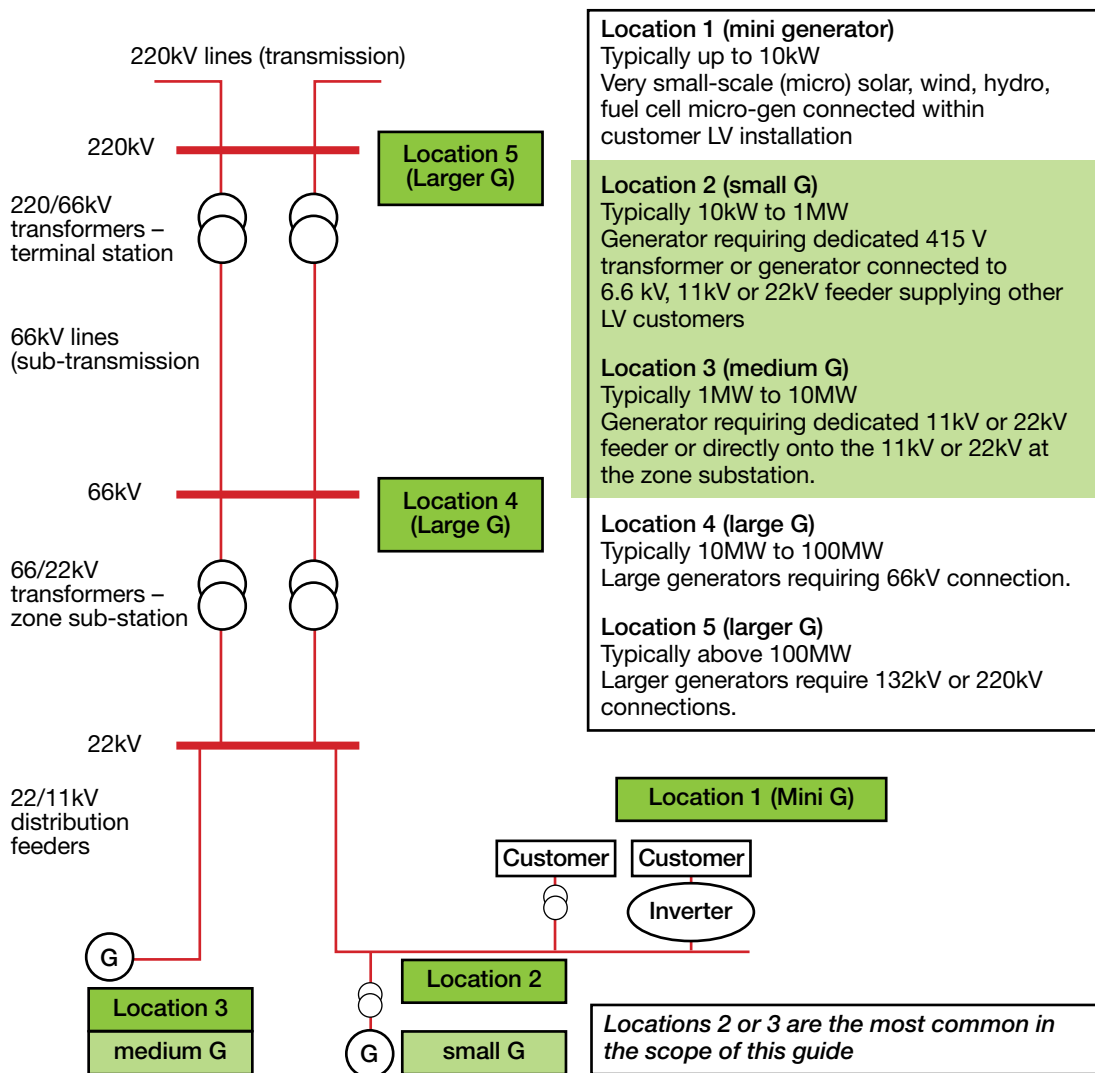 220kV lines (transmission)
220kV
Location 5
(Larger G)
220/66kV
transformers –
terminal station
66kV lines
(sub-transmission
66kV
Location 4
(Large G)
66/22kV
transformers –
zone sub-station
22kV
22/11kV
distribution
feeders
Location 1 (mini generator)
Typically up to 10kW
Very small-scale (micro) solar, wind, hydro,
fuel cell micro-gen connected within
customer LV installation
Location 2 (small G)
Typically 10kW to 1MW
Generator requiring dedicated 415 V
transformer or generator connected to
6.6 kV, 11kV or 22kV feeder supplying other
LV customers
Location 3 (medium G)
Typically 1MW to 10MW
Generator requiring dedicated 11kV or 22kV
feeder or directly onto the 11kV or 22kV at
the zone substation.
Location 4 (large G)
Typically 10MW to 100MW
Large generators requiring 66kV connection.
Location 5 (larger G)
Typically above 100MW
Larger generators require 132kV or 220kV
connections.
Location 1 (Mini G)
Customer
Customer
Inverter
G
Location 3
medium G
Location 2
G
small G
Locations 2 or 3 are the most common in
the scope of this guide